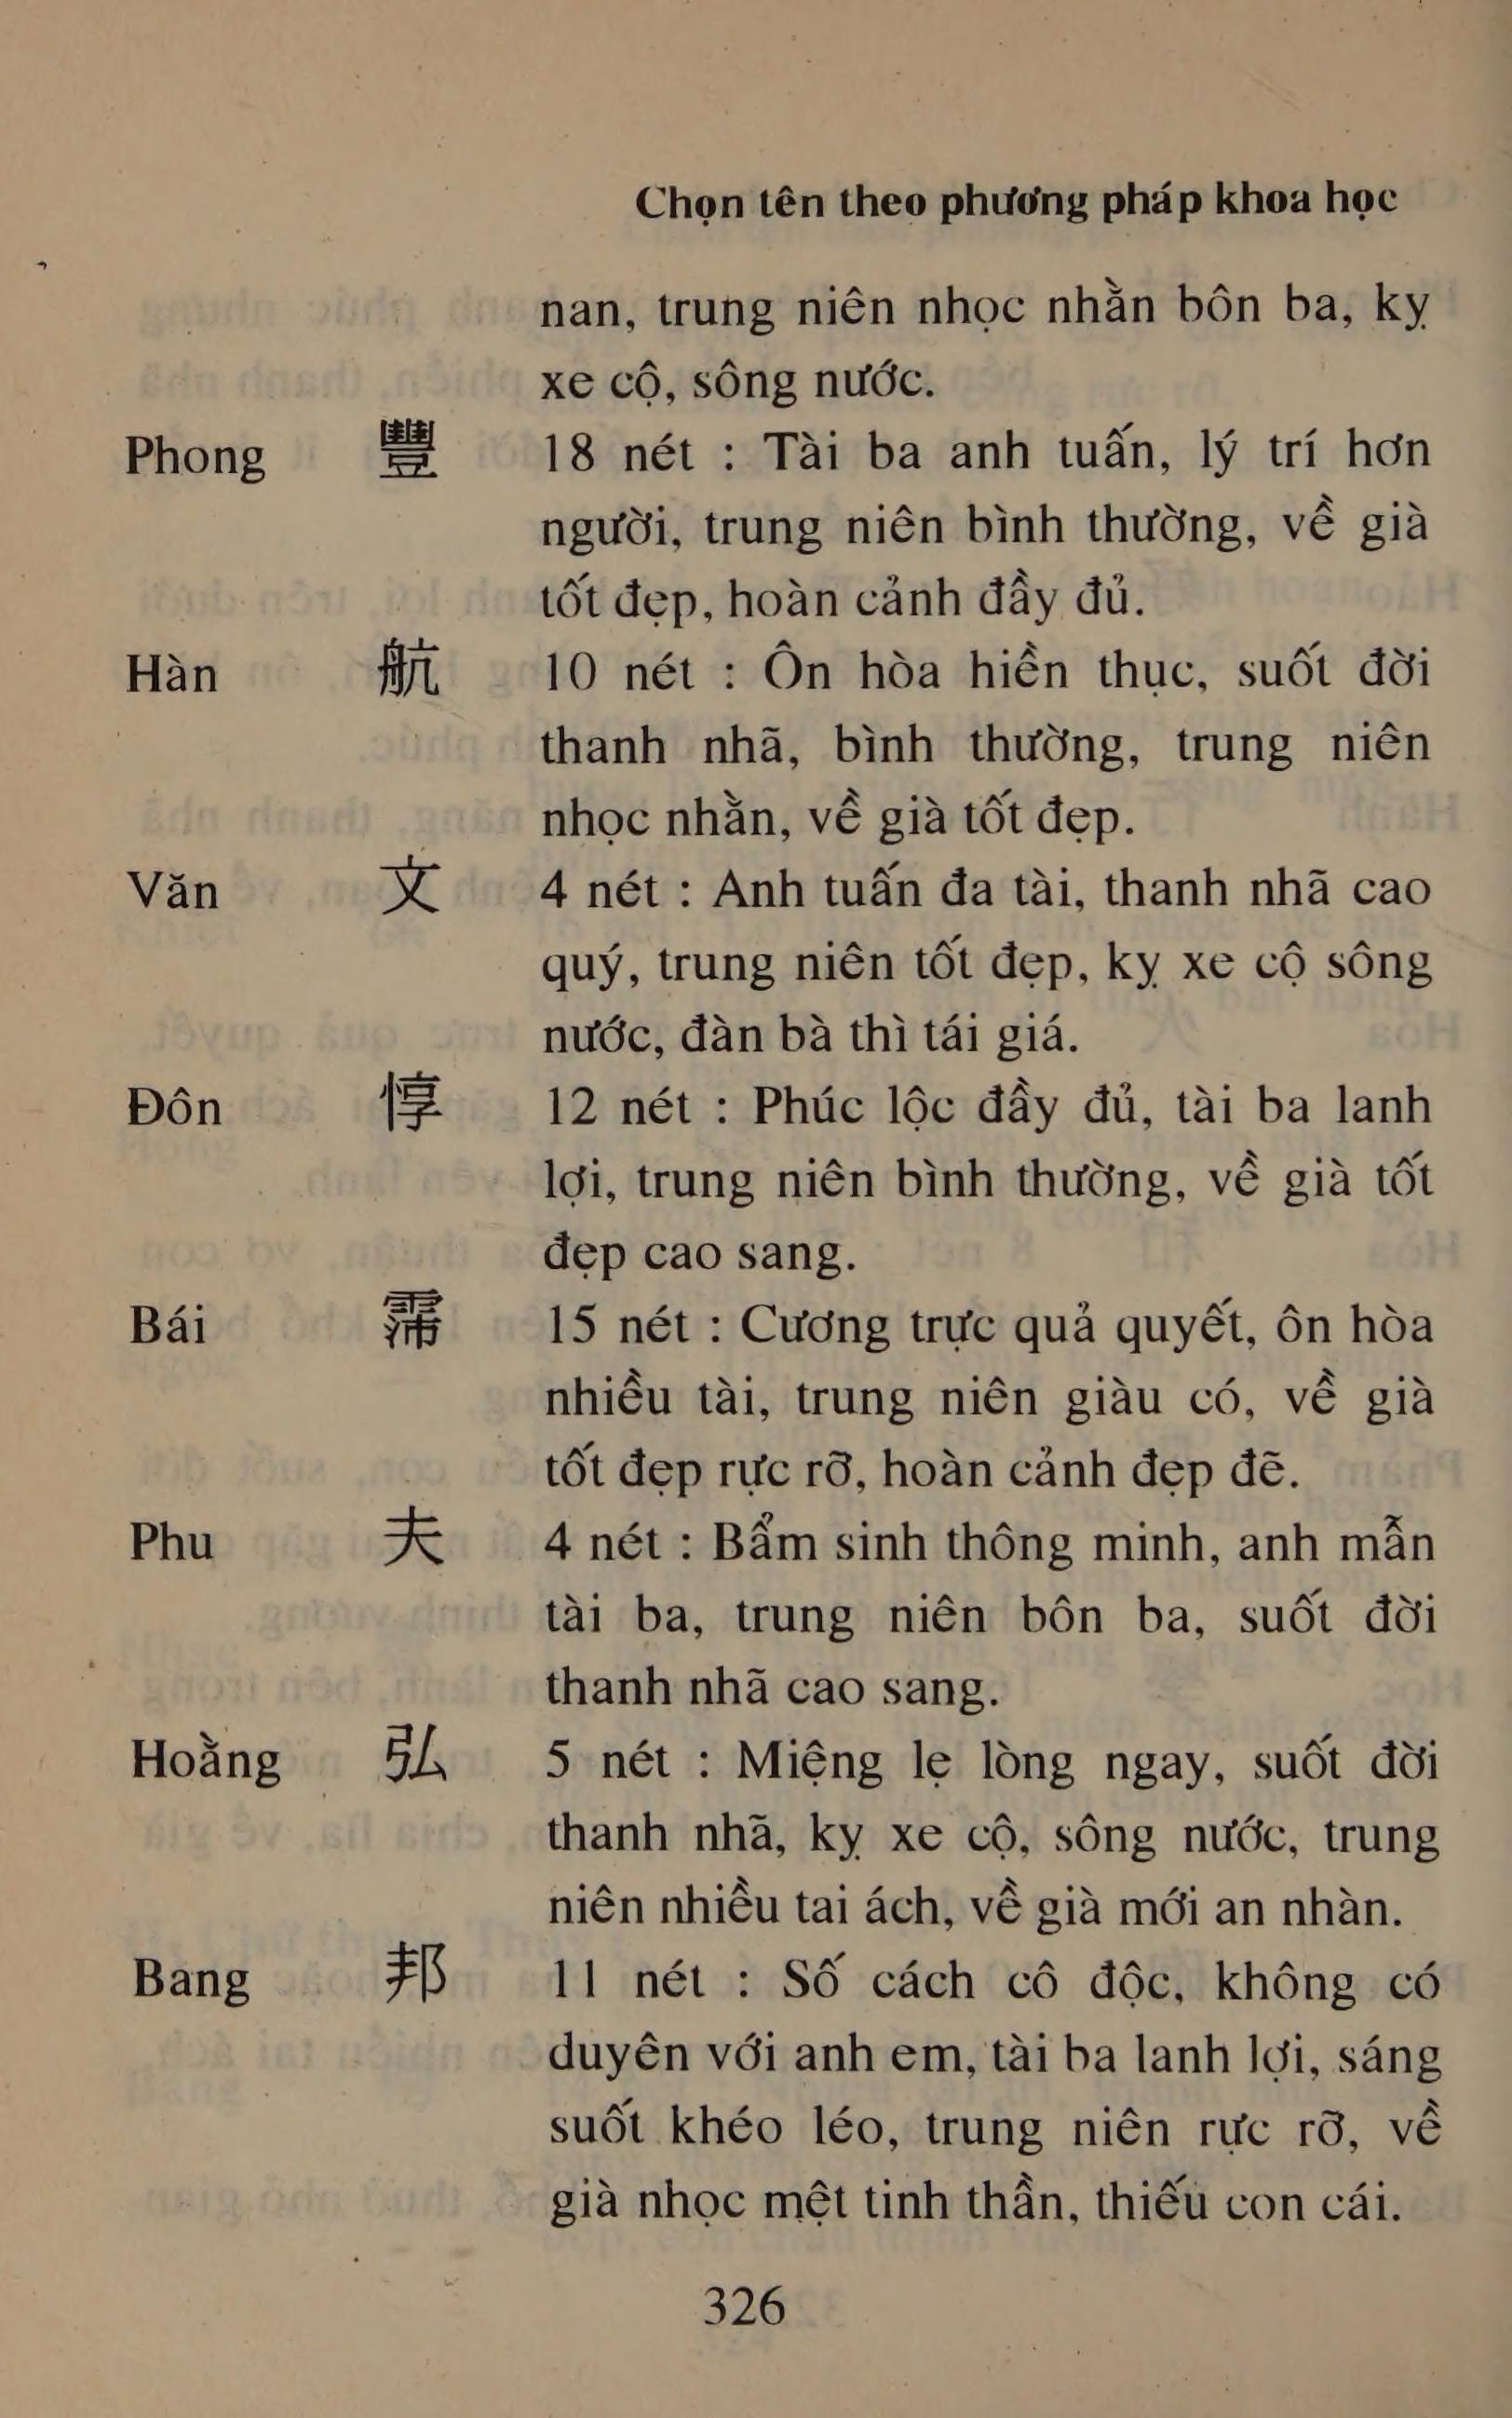 Chọn tên theo phương pháp khoa học
nan, trung niên nhọc nhằn bôn ba, kỵ
xe cộ, sông nước.
Phong 豐 18 nét : Tài ba anh tuấn, lý trí hơn
người, trung niên bình thường, về già
tốt đẹp, hoàn cảnh đầy đủ.
Hàn 航 10 nét : Ôn hòa hiền thục, suốt đời
thanh nhã, bình thường, trung niên
nhọc nhằn, về già tốt đẹp.
Văn 文 4 nét : Anh tuấn đa tài, thanh nhã cao
quý, trung niên tốt đẹp, kỵ xe cộ sông
nước, đàn bà thì tái giá.
Đôn 惇 12 nét : Phúc lộc đầy đủ, tài ba lanh
lợi, trung niên bình thường, về già tốt
đẹp cao sang.
Bái 霈 15 nét : Cương trực quả quyết, ôn hòa
nhiều tài, trung niên giàu có, về già
tốt đẹp rực rỡ, hoàn cảnh đẹp đẽ.
Phu 夫 4 nét : Bẩm sinh thông minh, anh mẫn
tài ba, trung niên bôn ba, suốt đời
thanh nhã cao sang.
Hoằng 弘 5 nét : Miệng lẹ lòng ngay, suốt đời
thanh nhã, kỵ xe cộ, sông nước, trung
niên nhiều tai ách, về già mới an nhàn.
Bang 邦 11 nét : Số cách cô độc, không có
duyên với anh em, tài ba lanh lợi, sáng
suốt khéo léo, trung niên rực rỡ, về
già nhọc mệt tinh thần, thiếu con cái.
326